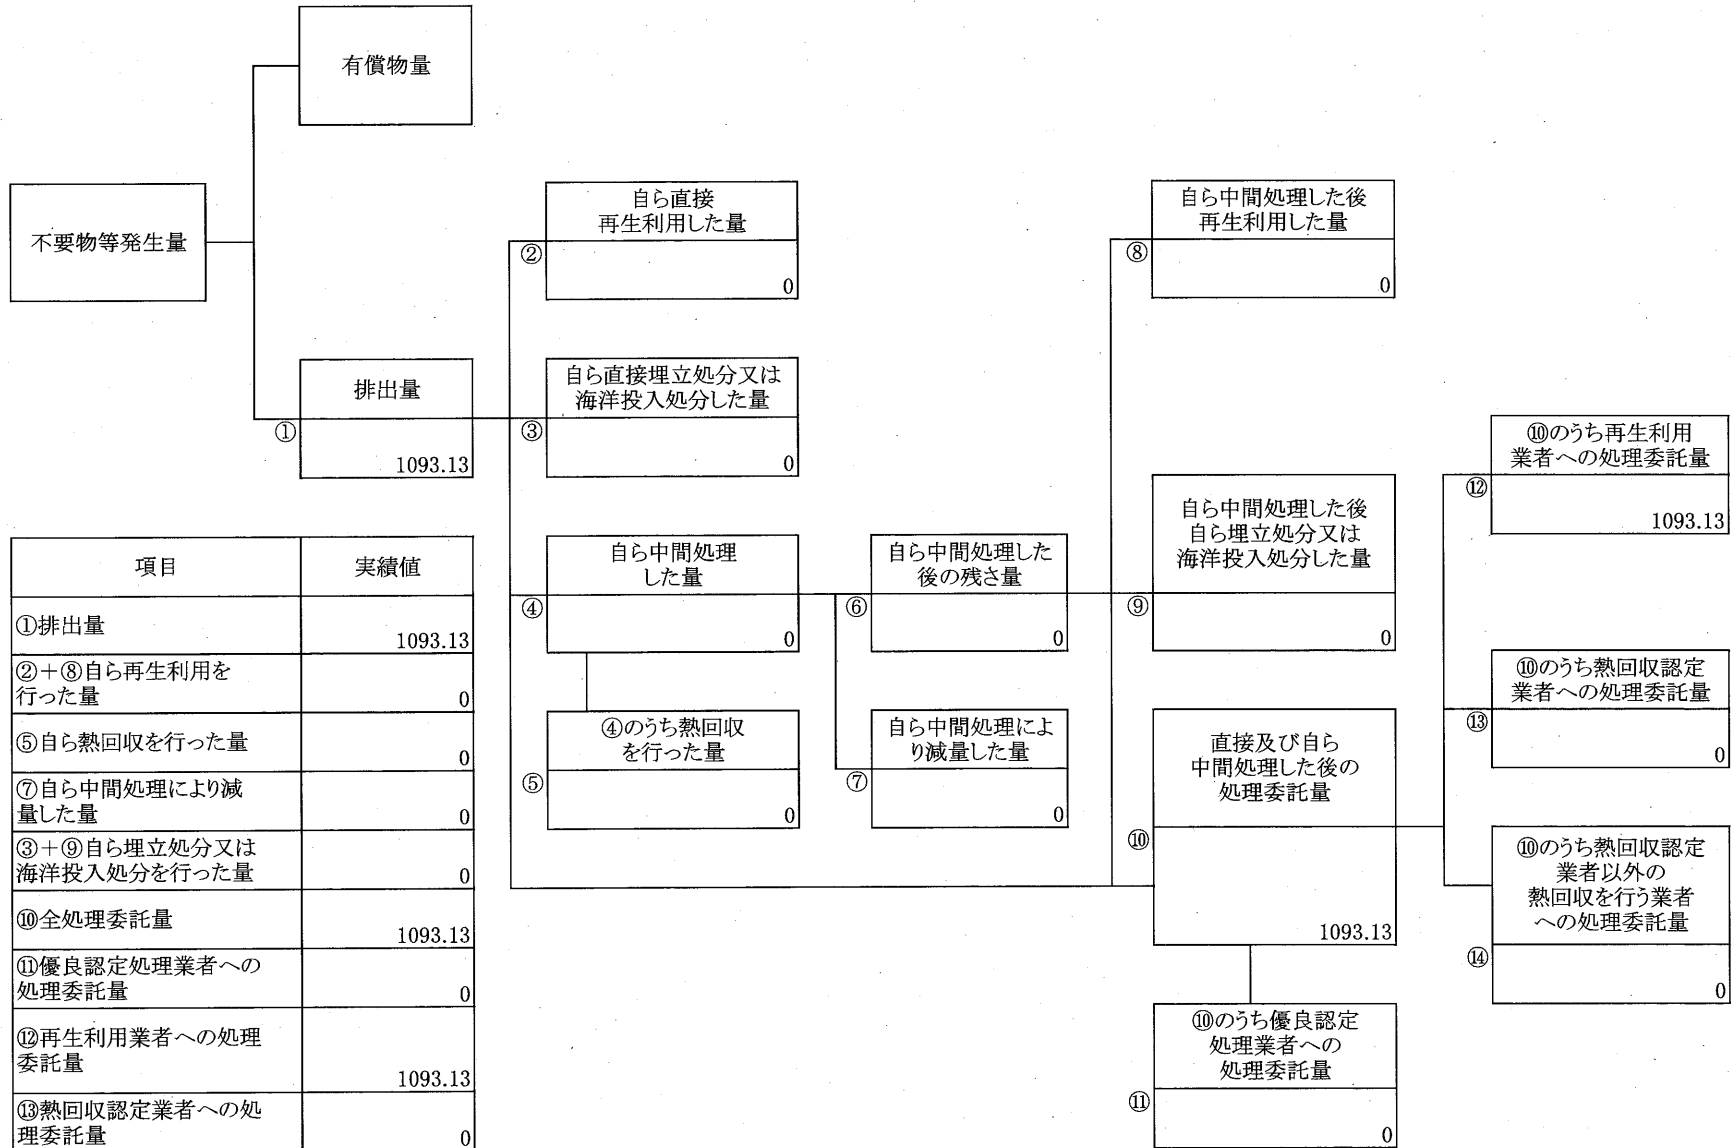 有償物量
不要物等発生量
排出量
①
1093.13
自ら直接
再生利用した量
②
0
自ら直接埋立処分又は
海洋投入処分した量
③
0
自ら中間処理
した量
④
0
④のうち熱回収
を行った量
⑤
0
自ら中間処理した
後の残さ量
⑥
0
自ら中間処理によ
り減量した量
⑦
0
自ら中間処理した後
再生利用した量
⑧
0
自ら中間処理した後
自ら埋立処分又は
海洋投入処分した量
⑨
0
直接及び自ら
中間処理した後の
処理委託量
⑩
1093.13
⑩のうち優良認定
処理業者への
処理委託量
⑪
0
⑩のうち再生利用
業者への処理委託量
⑫
1093.13
⑩のうち熱回収認定
業者への処理委託量
⑬
0
⑩のうち熱回収認定
業者以外の
熱回収を行う業者
への処理委託量
⑭
0
項目 実績値
①排出量 1093.13
②+⑧自ら再生利用を
行った量 0
⑤自ら熱回収を行った量 0
⑦自ら中間処理により減
量した量 0
③+⑨自ら埋立処分又は
海洋投入処分を行った量 0
⑩全処理委託量 1093.13
⑪優良認定処理業者への
処理委託量 0
⑫再生利用業者への処理
委託量 1093.13
⑬熱回収認定業者への処
理委託量 0